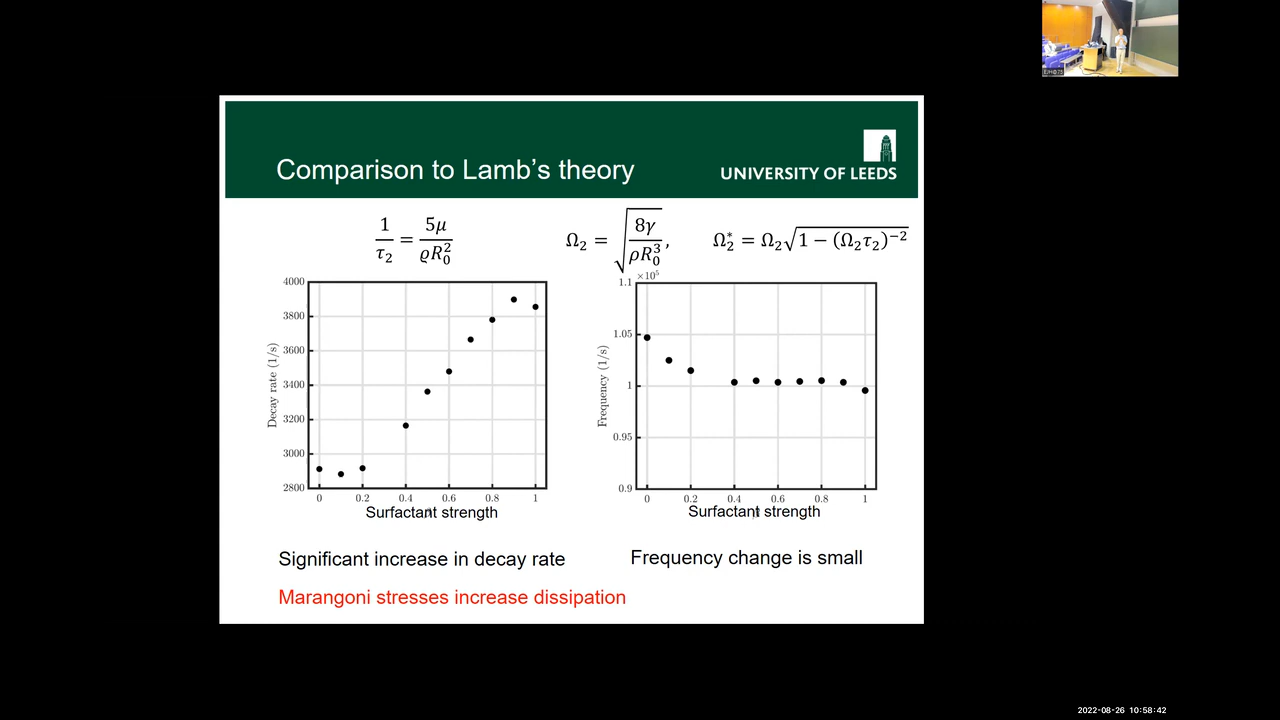 Comparison to Lamb's theory
UNIVERSITY OF LEEDS
1/τ₂ = 5μ/ϱR₀²
Ω₂ = √(8γ/ρR₀³),
Ω₂* = Ω₂√(1 − (Ω₂τ₂)⁻²)
4000
3800
3600
3400
3200
3000
2800
Decay rate (1/s)
0 0.2 0.4 0.6 0.8 1
Surfactant strength
×10⁵
1.1
1.05
1
0.95
0.9
Frequency (1/s)
0 0.2 0.4 0.6 0.8 1
Surfactant strength
Significant increase in decay rate
Frequency change is small
Marangoni stresses increase dissipation
2022-08-26 10:58:42